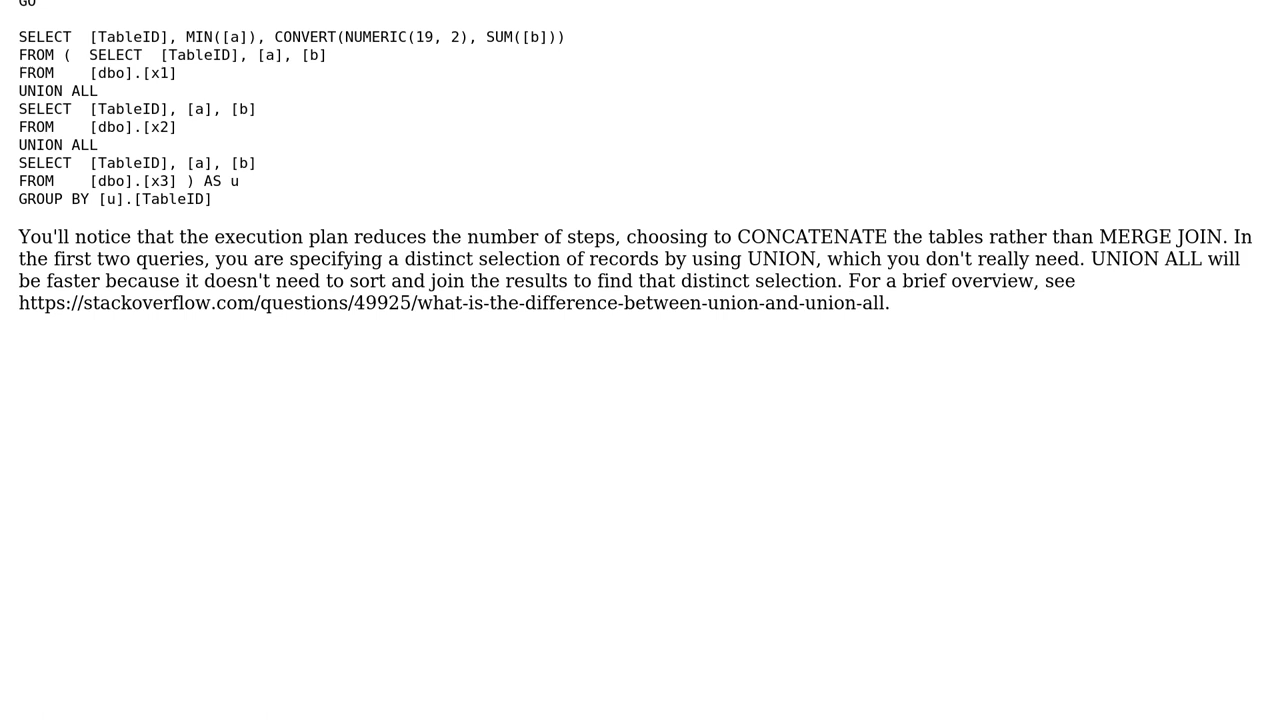 GO
SELECT  [TableID], MIN([a]), CONVERT(NUMERIC(19, 2), SUM([b]))
FROM (  SELECT  [TableID], [a], [b]
FROM    [dbo].[x1]
UNION ALL
SELECT  [TableID], [a], [b]
FROM    [dbo].[x2]
UNION ALL
SELECT  [TableID], [a], [b]
FROM    [dbo].[x3] ) AS u
GROUP BY [u].[TableID]
You'll notice that the execution plan reduces the number of steps, choosing to CONCATENATE the tables rather than MERGE JOIN. In
the first two queries, you are specifying a distinct selection of records by using UNION, which you don't really need. UNION ALL will
be faster because it doesn't need to sort and join the results to find that distinct selection. For a brief overview, see
https://stackoverflow.com/questions/49925/what-is-the-difference-between-union-and-union-all.